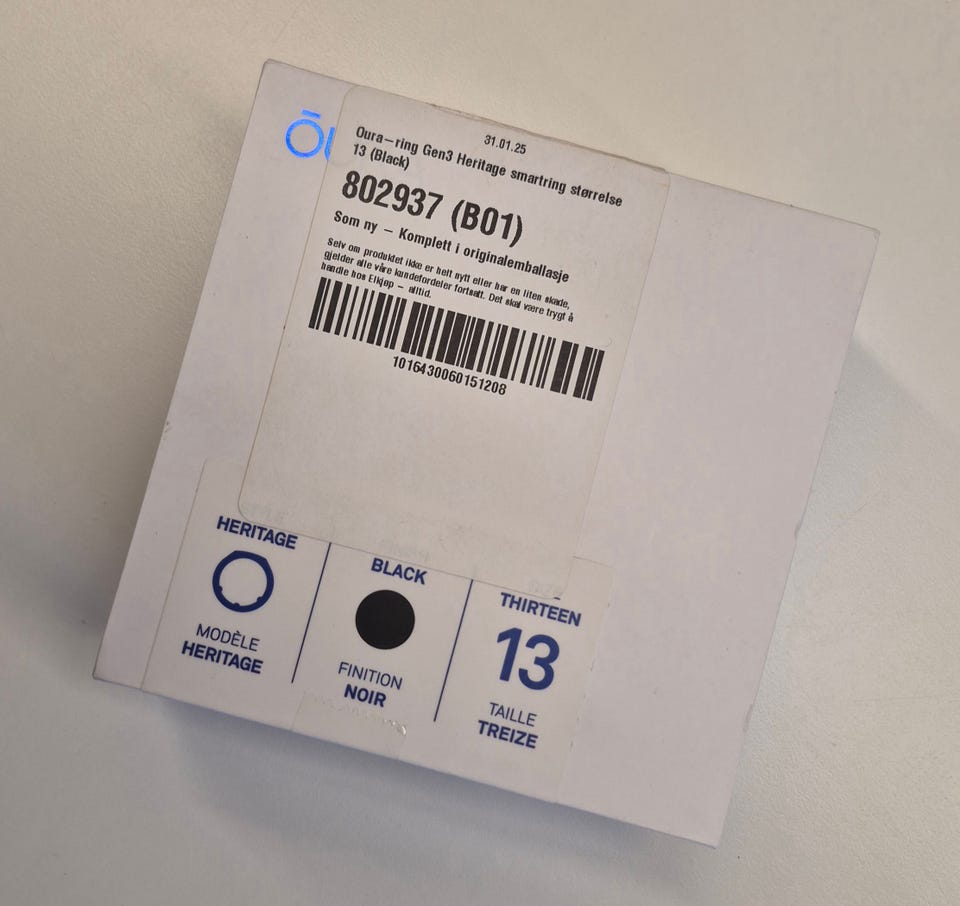 31.01.25
Oura-ring Gen3 Heritage smartring størrelse
13 (Black)
802937 (B01)
Som ny – Komplett i originalemballasje
Selv om produktet ikke er helt nytt eller har en liten skade,
gjelder alle våre kundefordeler fortsatt. Det skal være trygt å
handle hos Elkjøp – alltid.
1016430060151208
HERITAGE
MODÈLE
HERITAGE
BLACK
FINITION
NOIR
THIRTEEN
13
TAILLE
TREIZE